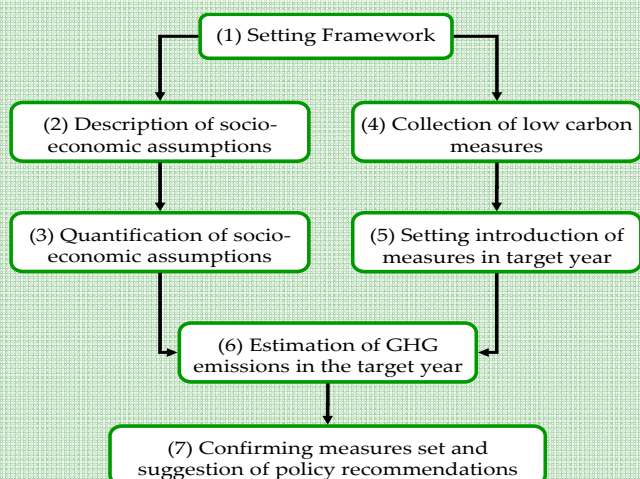 (1) Setting Framework
(2) Description of socio-
economic assumptions
(4) Collection of low carbon
measures
(3) Quantification of socio-
economic assumptions
(5) Setting introduction of
measures in target year
(6) Estimation of GHG
emissions in the target year
(7) Confirming measures set and
suggestion of policy recommendations